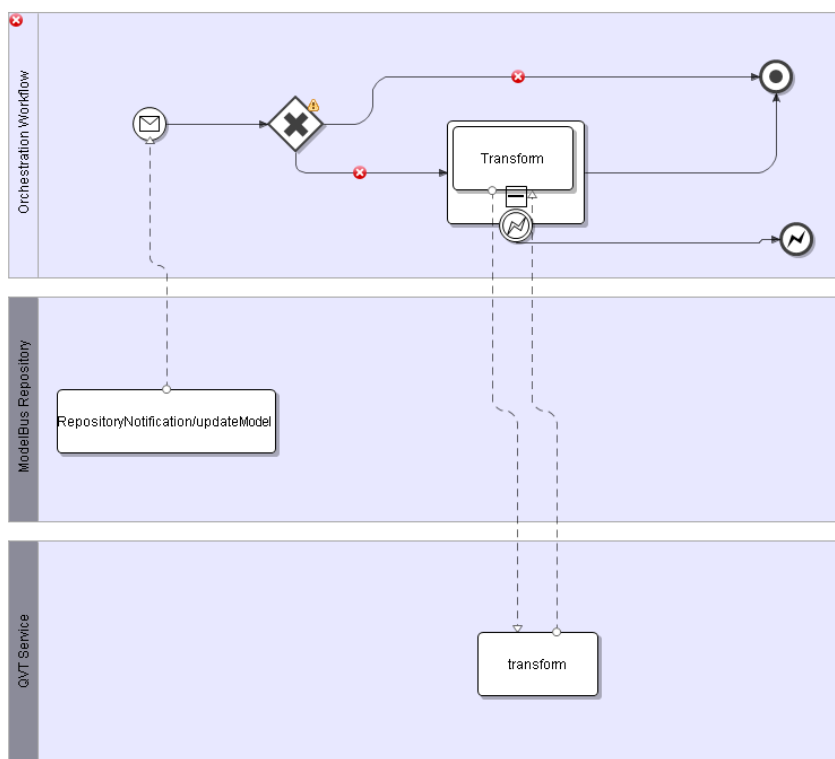 Orchestration Workflow
Transform
ModelBus Repository
RepositoryNotification/updateModel
QVT Service
transform